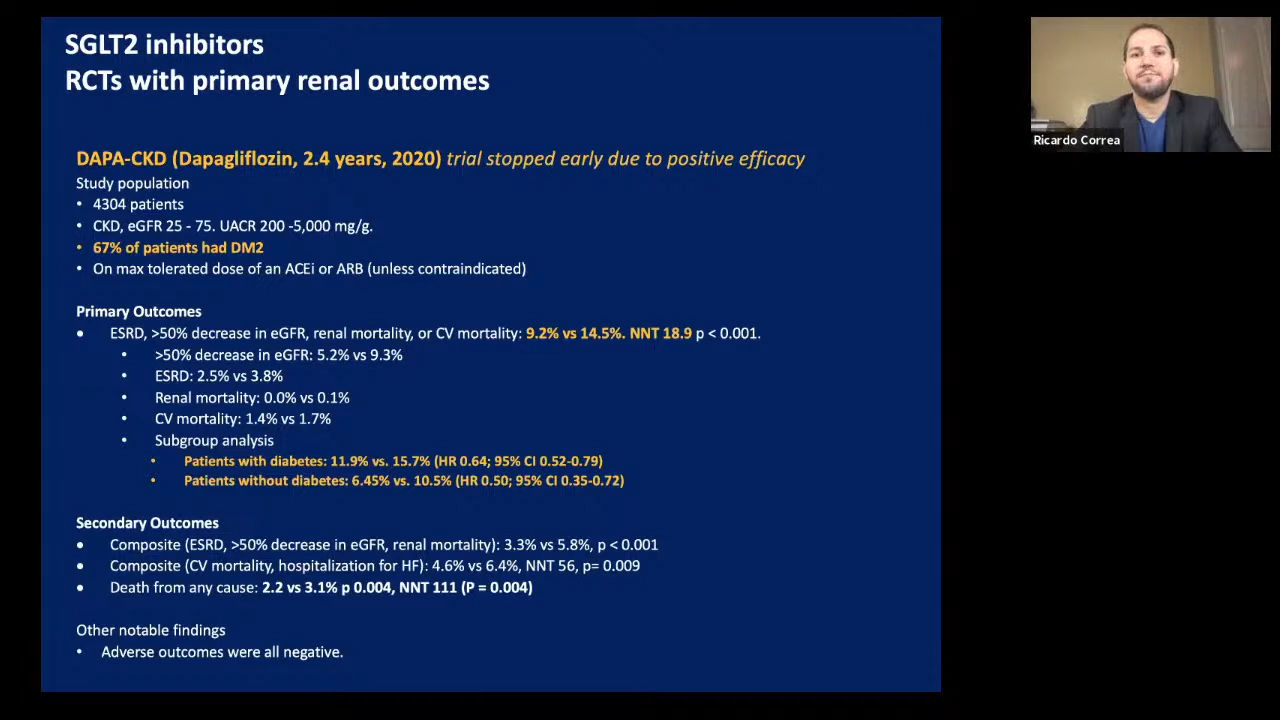 SGLT2 inhibitors
RCTs with primary renal outcomes
DAPA-CKD (Dapagliflozin, 2.4 years, 2020) trial stopped early due to positive efficacy
Study population
• 4304 patients
• CKD, eGFR 25 - 75. UACR 200 -5,000 mg/g.
• 67% of patients had DM2
• On max tolerated dose of an ACEi or ARB (unless contraindicated)
Primary Outcomes
• ESRD, >50% decrease in eGFR, renal mortality, or CV mortality: 9.2% vs 14.5%. NNT 18.9 p < 0.001.
• >50% decrease in eGFR: 5.2% vs 9.3%
• ESRD: 2.5% vs 3.8%
• Renal mortality: 0.0% vs 0.1%
• CV mortality: 1.4% vs 1.7%
• Subgroup analysis
• Patients with diabetes: 11.9% vs. 15.7% (HR 0.64; 95% CI 0.52-0.79)
• Patients without diabetes: 6.45% vs. 10.5% (HR 0.50; 95% CI 0.35-0.72)
Secondary Outcomes
• Composite (ESRD, >50% decrease in eGFR, renal mortality): 3.3% vs 5.8%, p < 0.001
• Composite (CV mortality, hospitalization for HF): 4.6% vs 6.4%, NNT 56, p= 0.009
• Death from any cause: 2.2 vs 3.1% p 0.004, NNT 111 (P = 0.004)
Other notable findings
• Adverse outcomes were all negative.
Ricardo Correa